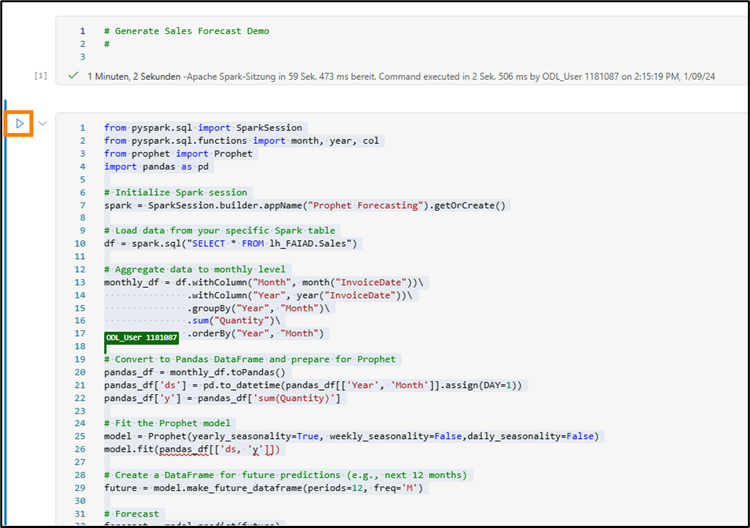 1 # Generate Sales Forecast Demo
2 #
3
[1] 1 Minuten, 2 Sekunden -Apache Spark-Sitzung in 59 Sek. 473 ms bereit. Command executed in 2 Sek. 506 ms by ODL_User 1181087 on 2:15:19 PM, 1/09/24
1 from pyspark.sql import SparkSession
2 from pyspark.sql.functions import month, year, col
3 from prophet import Prophet
4 import pandas as pd
5
6 # Initialize Spark session
7 spark = SparkSession.builder.appName("Prophet Forecasting").getOrCreate()
8
9 # Load data from your specific Spark table
10 df = spark.sql("SELECT * FROM lh_FAIAD.Sales")
11
12 # Aggregate data to monthly level
13 monthly_df = df.withColumn("Month", month("InvoiceDate"))\
14 .withColumn("Year", year("InvoiceDate"))\
15 .groupBy("Year", "Month")\
16 .sum("Quantity")\
17 .orderBy("Year", "Month")
ODL_User 1181087
18
19 # Convert to Pandas DataFrame and prepare for Prophet
20 pandas_df = monthly_df.toPandas()
21 pandas_df['ds'] = pd.to_datetime(pandas_df[['Year', 'Month']].assign(DAY=1))
22 pandas_df['y'] = pandas_df['sum(Quantity)']
23
24 # Fit the Prophet model
25 model = Prophet(yearly_seasonality=True, weekly_seasonality=False,daily_seasonality=False)
26 model.fit(pandas_df[['ds, 'y']])
27
28 # Create a DataFrame for future predictions (e.g., next 12 months)
29 future = model.make_future_dataframe(periods=12, freq='M')
30
31 # Forecast
32 forecast = model.predict(future)